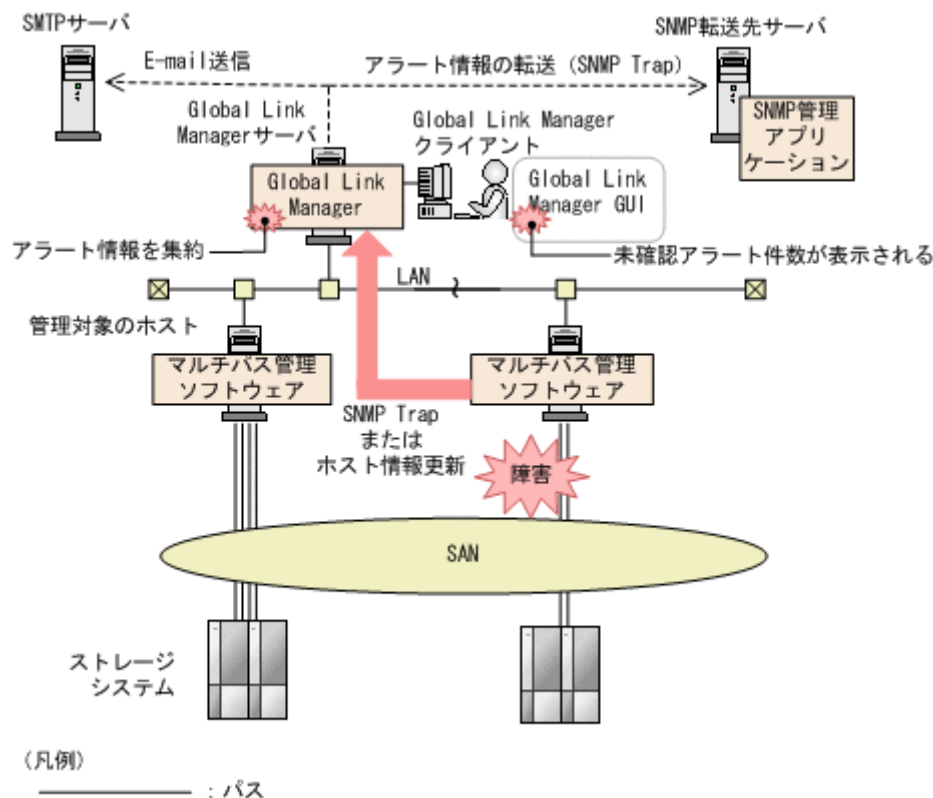 SMTPサーバ
SNMP転送先サーバ
E-mail送信
アラート情報の転送（SNMP Trap）
Global Link
Managerサーバ
Global Link Manager
クライアント
SNMP管理
アプリ
ケーション
Global Link
Manager
Global Link
Manager GUI
アラート情報を集約
未確認アラート件数が表示される
LAN
管理対象のホスト
マルチパス管理
ソフトウェア
マルチパス管理
ソフトウェア
SNMP Trap
または
ホスト情報更新
障害
SAN
ストレージ
システム
（凡例）
：パス